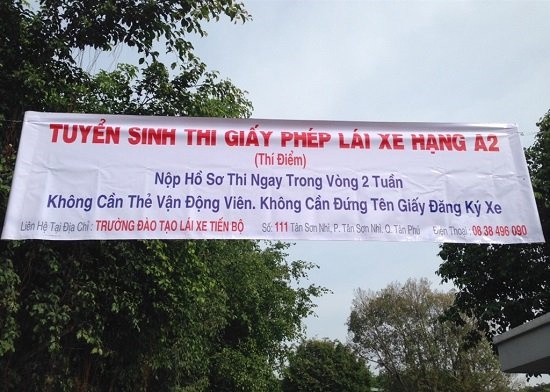 TUYỂN SINH THI GIẤY PHÉP LÁI XE HẠNG A2
(Thí Điểm)
Nộp Hồ Sơ Thi Ngay Trong Vòng 2 Tuần
Không Cần Thẻ Vận Động Viên. Không Cần Đứng Tên Giấy Đăng Ký Xe
Liên Hệ Tại Địa Chỉ : TRƯỜNG ĐÀO TẠO LÁI XE TIẾN BỘ Số: 111 Tân Sơn Nhì, P. Tân Sơn Nhì, Q. Tân Phú Điện Thoại : 08 38 496 090